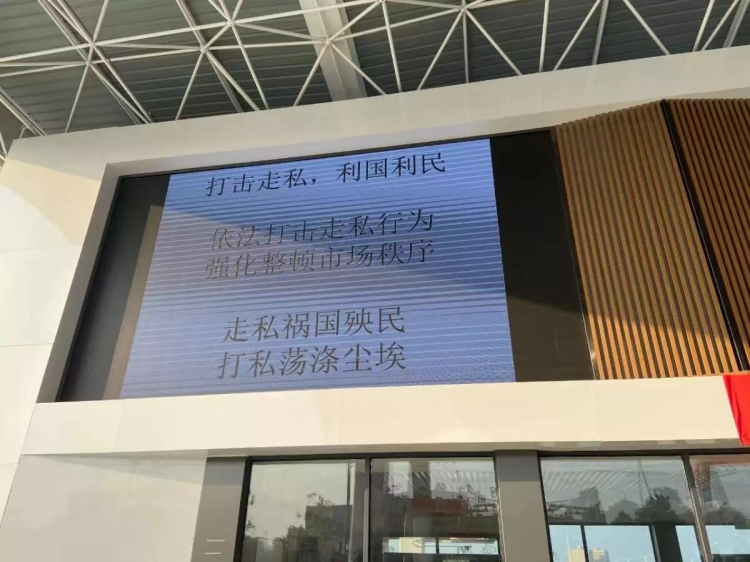 打击走私，利国利民
依法打击走私行为
强化整顿市场秩序
走私祸国殃民
打私荡涤尘埃